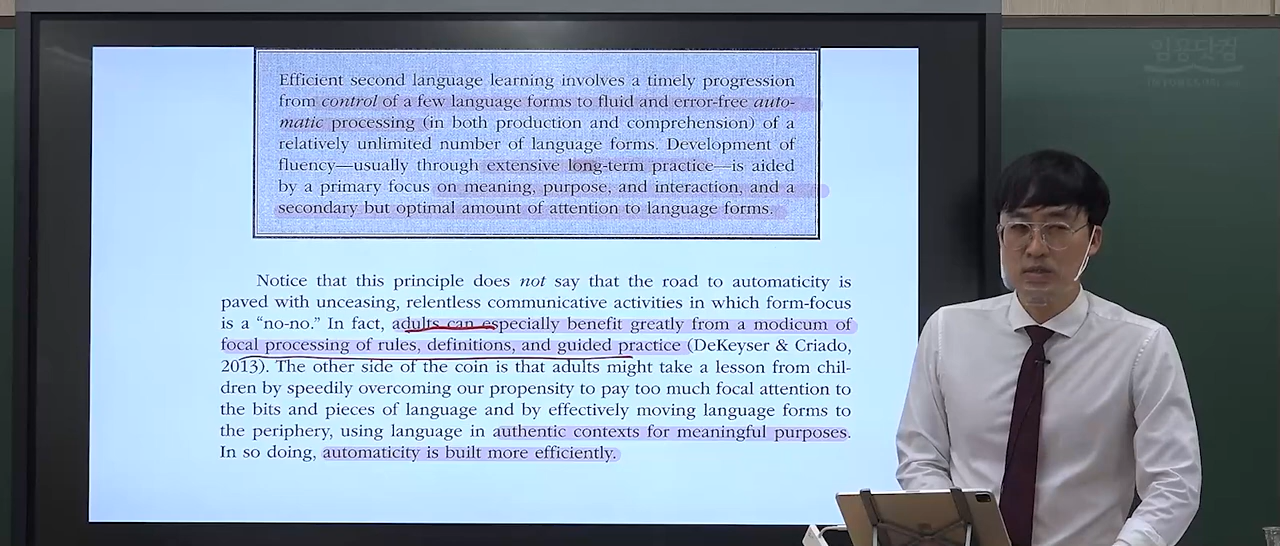 임용닷컴
Efficient second language learning involves a timely progression
from control of a few language forms to fluid and error-free auto-
matic processing (in both production and comprehension) of a
relatively unlimited number of language forms. Development of
fluency—usually through extensive long-term practice—is aided
by a primary focus on meaning, purpose, and interaction, and a
secondary but optimal amount of attention to language forms.
Notice that this principle does not say that the road to automaticity is
paved with unceasing, relentless communicative activities in which form-focus
is a “no-no.” In fact, adults can especially benefit greatly from a modicum of
focal processing of rules, definitions, and guided practice (DeKeyser & Criado,
2013). The other side of the coin is that adults might take a lesson from chil-
dren by speedily overcoming our propensity to pay too much focal attention to
the bits and pieces of language and by effectively moving language forms to
the periphery, using language in authentic contexts for meaningful purposes.
In so doing, automaticity is built more efficiently.